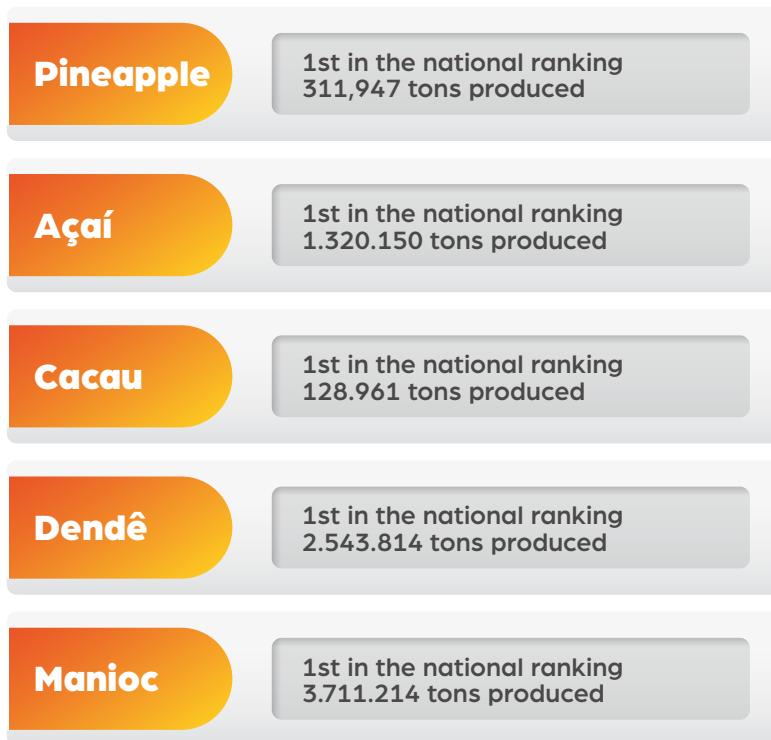 Pineapple
1st in the national ranking
311,947 tons produced
Açaí
1st in the national ranking
1.320.150 tons produced
Cacau
1st in the national ranking
128.961 tons produced
Dendê
1st in the national ranking
2.543.814 tons produced
Manioc
1st in the national ranking
3.711.214 tons produced